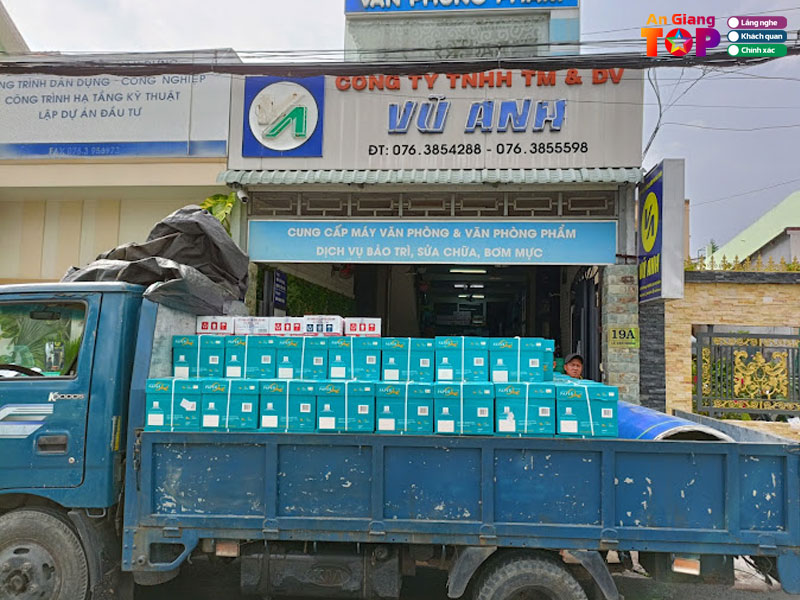 VĂN PHÒNG PHẨM
An Giang
TOP
Lắng nghe
Khách quan
Chính xác
NG TRÌNH DÂN DỤNG - CÔNG NGHIỆP
CÔNG TRÌNH HẠ TẦNG KỸ THUẬT
LẬP DỰ ÁN ĐẦU TƯ
CÔNG TY TNHH TM & DV
VŨ ANH
ĐT: 076.3854288 - 076.3855598
CUNG CẤP MÁY VĂN PHÒNG & VĂN PHÒNG PHẨM
DỊCH VỤ BẢO TRÌ, SỬA CHỮA, BƠM MỰC
VŨ ANH
19A